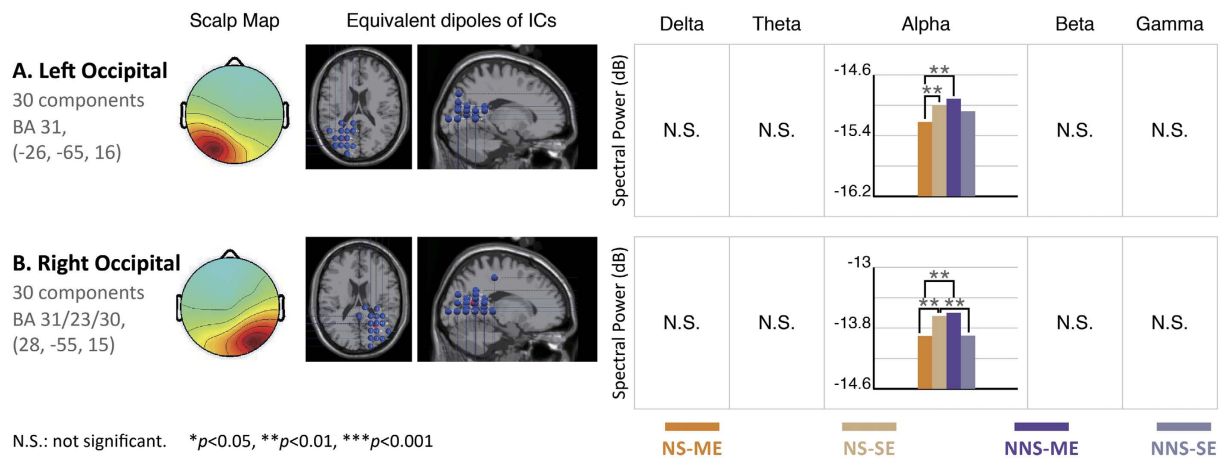 Scalp Map Equivalent dipoles of ICs Delta Theta Alpha Beta Gamma
A. Left Occipital
30 components
BA 31,
(-26, -65, 16)
Spectral Power (dB)
N.S. N.S. N.S. N.S.
-14.6
-15.4
-16.2
**
**
B. Right Occipital
30 components
BA 31/23/30,
(28, -55, 15)
Spectral Power (dB)
N.S. N.S. N.S. N.S.
-13
-13.8
-14.6
**
** **
N.S.: not significant. *p<0.05, **p<0.01, ***p<0.001
NS-ME NS-SE NNS-ME NNS-SE